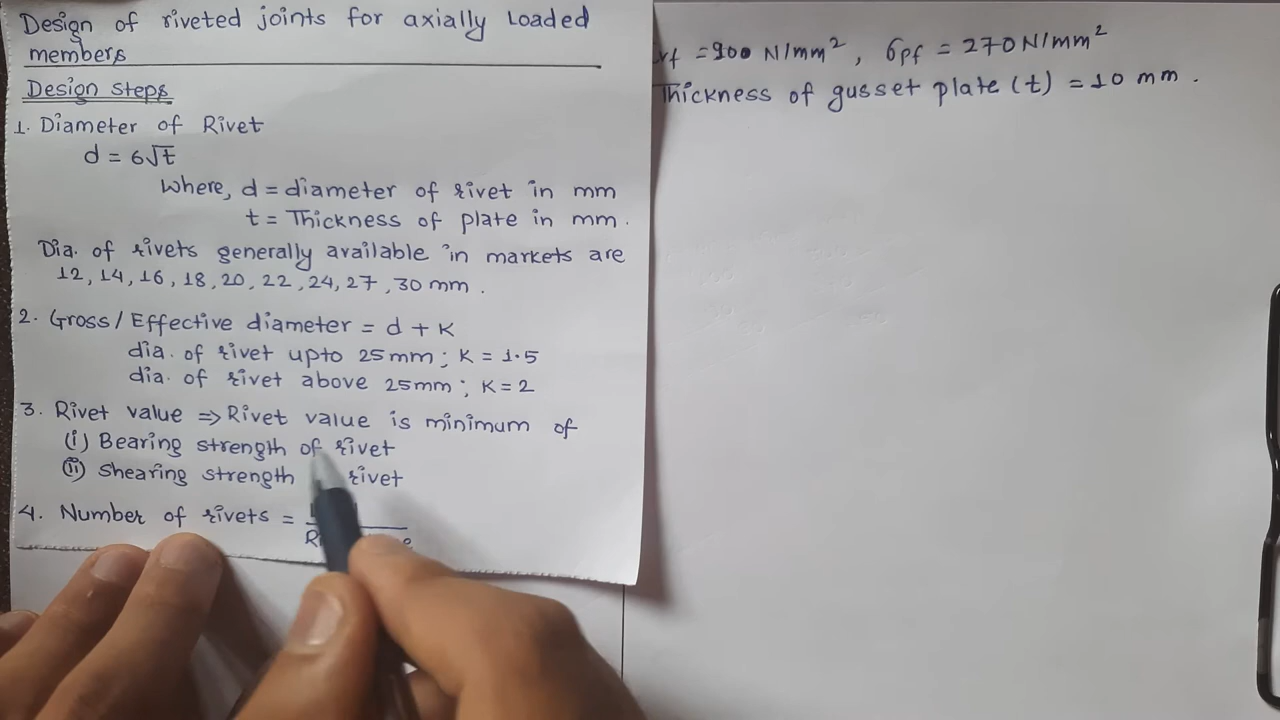 Design of riveted joints for axially Loaded
members
Design steps
1. Diameter of Rivet
d = 6√t
Where, d = diameter of rivet in mm
t = Thickness of plate in mm.
Dia. of rivets generally available in markets are
12, 14, 16, 18, 20, 22, 24, 27, 30 mm.
2. Gross / Effective diameter = d + K
dia. of rivet upto 25mm; K = 1.5
dia. of rivet above 25mm; K = 2
3. Rivet value ⇒ Rivet value is minimum of
(i) Bearing strength of rivet
(ii) Shearing strength rivet
4. Number of rivets =
vf = 100 N/mm², σpf = 270 N/mm²
Thickness of gusset plate (t) = 10 mm.